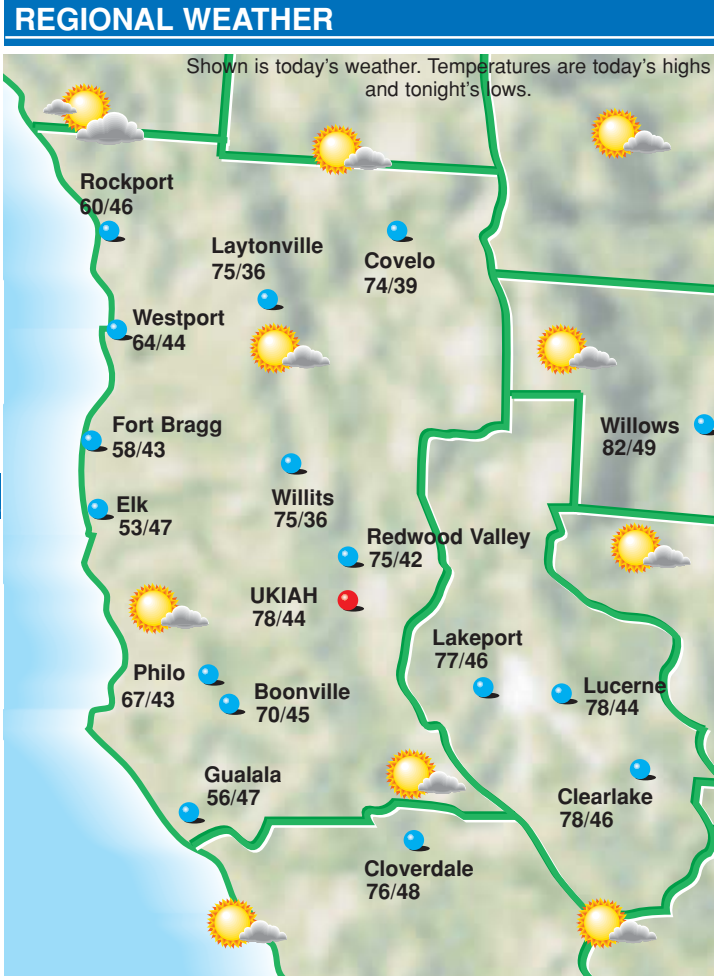 REGIONAL WEATHER
Shown is today's weather. Temperatures are today's highs
and tonight's lows.
Rockport
60/46
Laytonville
75/36
Covelo
74/39
Westport
64/44
Fort Bragg
58/43
Willows
82/49
Willits
75/36
Elk
53/47
Redwood Valley
75/42
UKIAH
78/44
Lakeport
77/46
Philo
67/43
Boonville
70/45
Lucerne
78/44
Gualala
56/47
Clearlake
78/46
Cloverdale
76/48